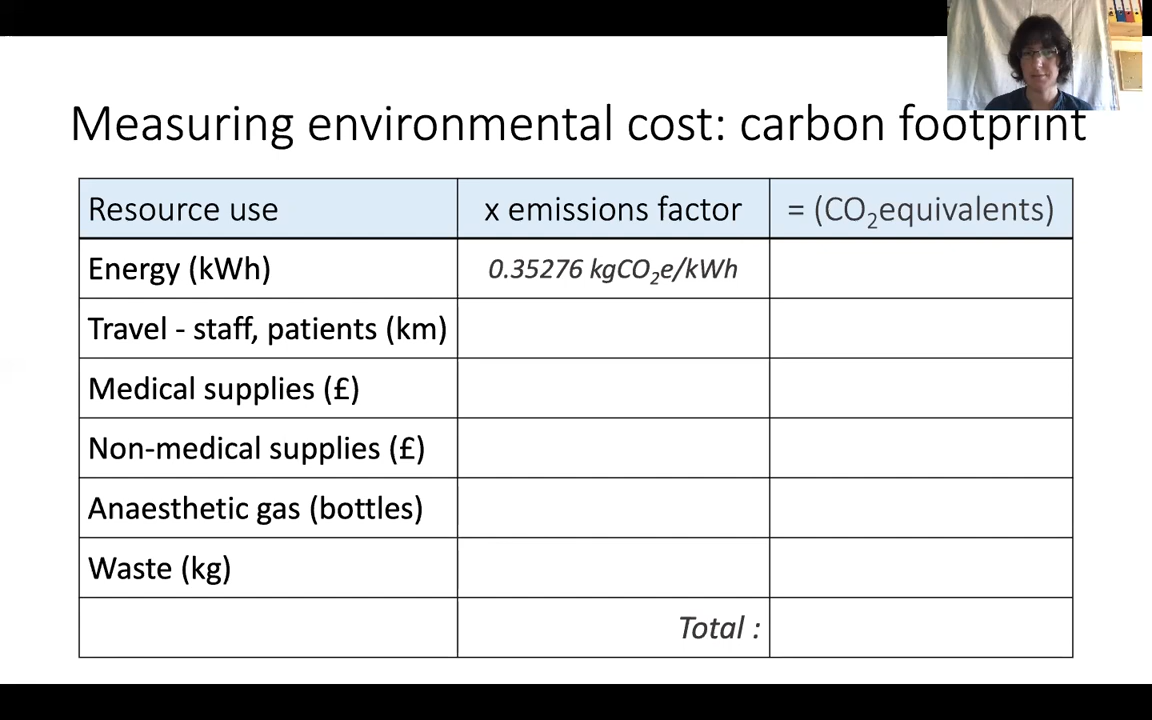 Measuring environmental cost: carbon footprint
Resource use x emissions factor = (CO₂equivalents)
Energy (kWh) 0.35276 kgCO₂e/kWh
Travel - staff, patients (km)
Medical supplies (£)
Non-medical supplies (£)
Anaesthetic gas (bottles)
Waste (kg)
Total :